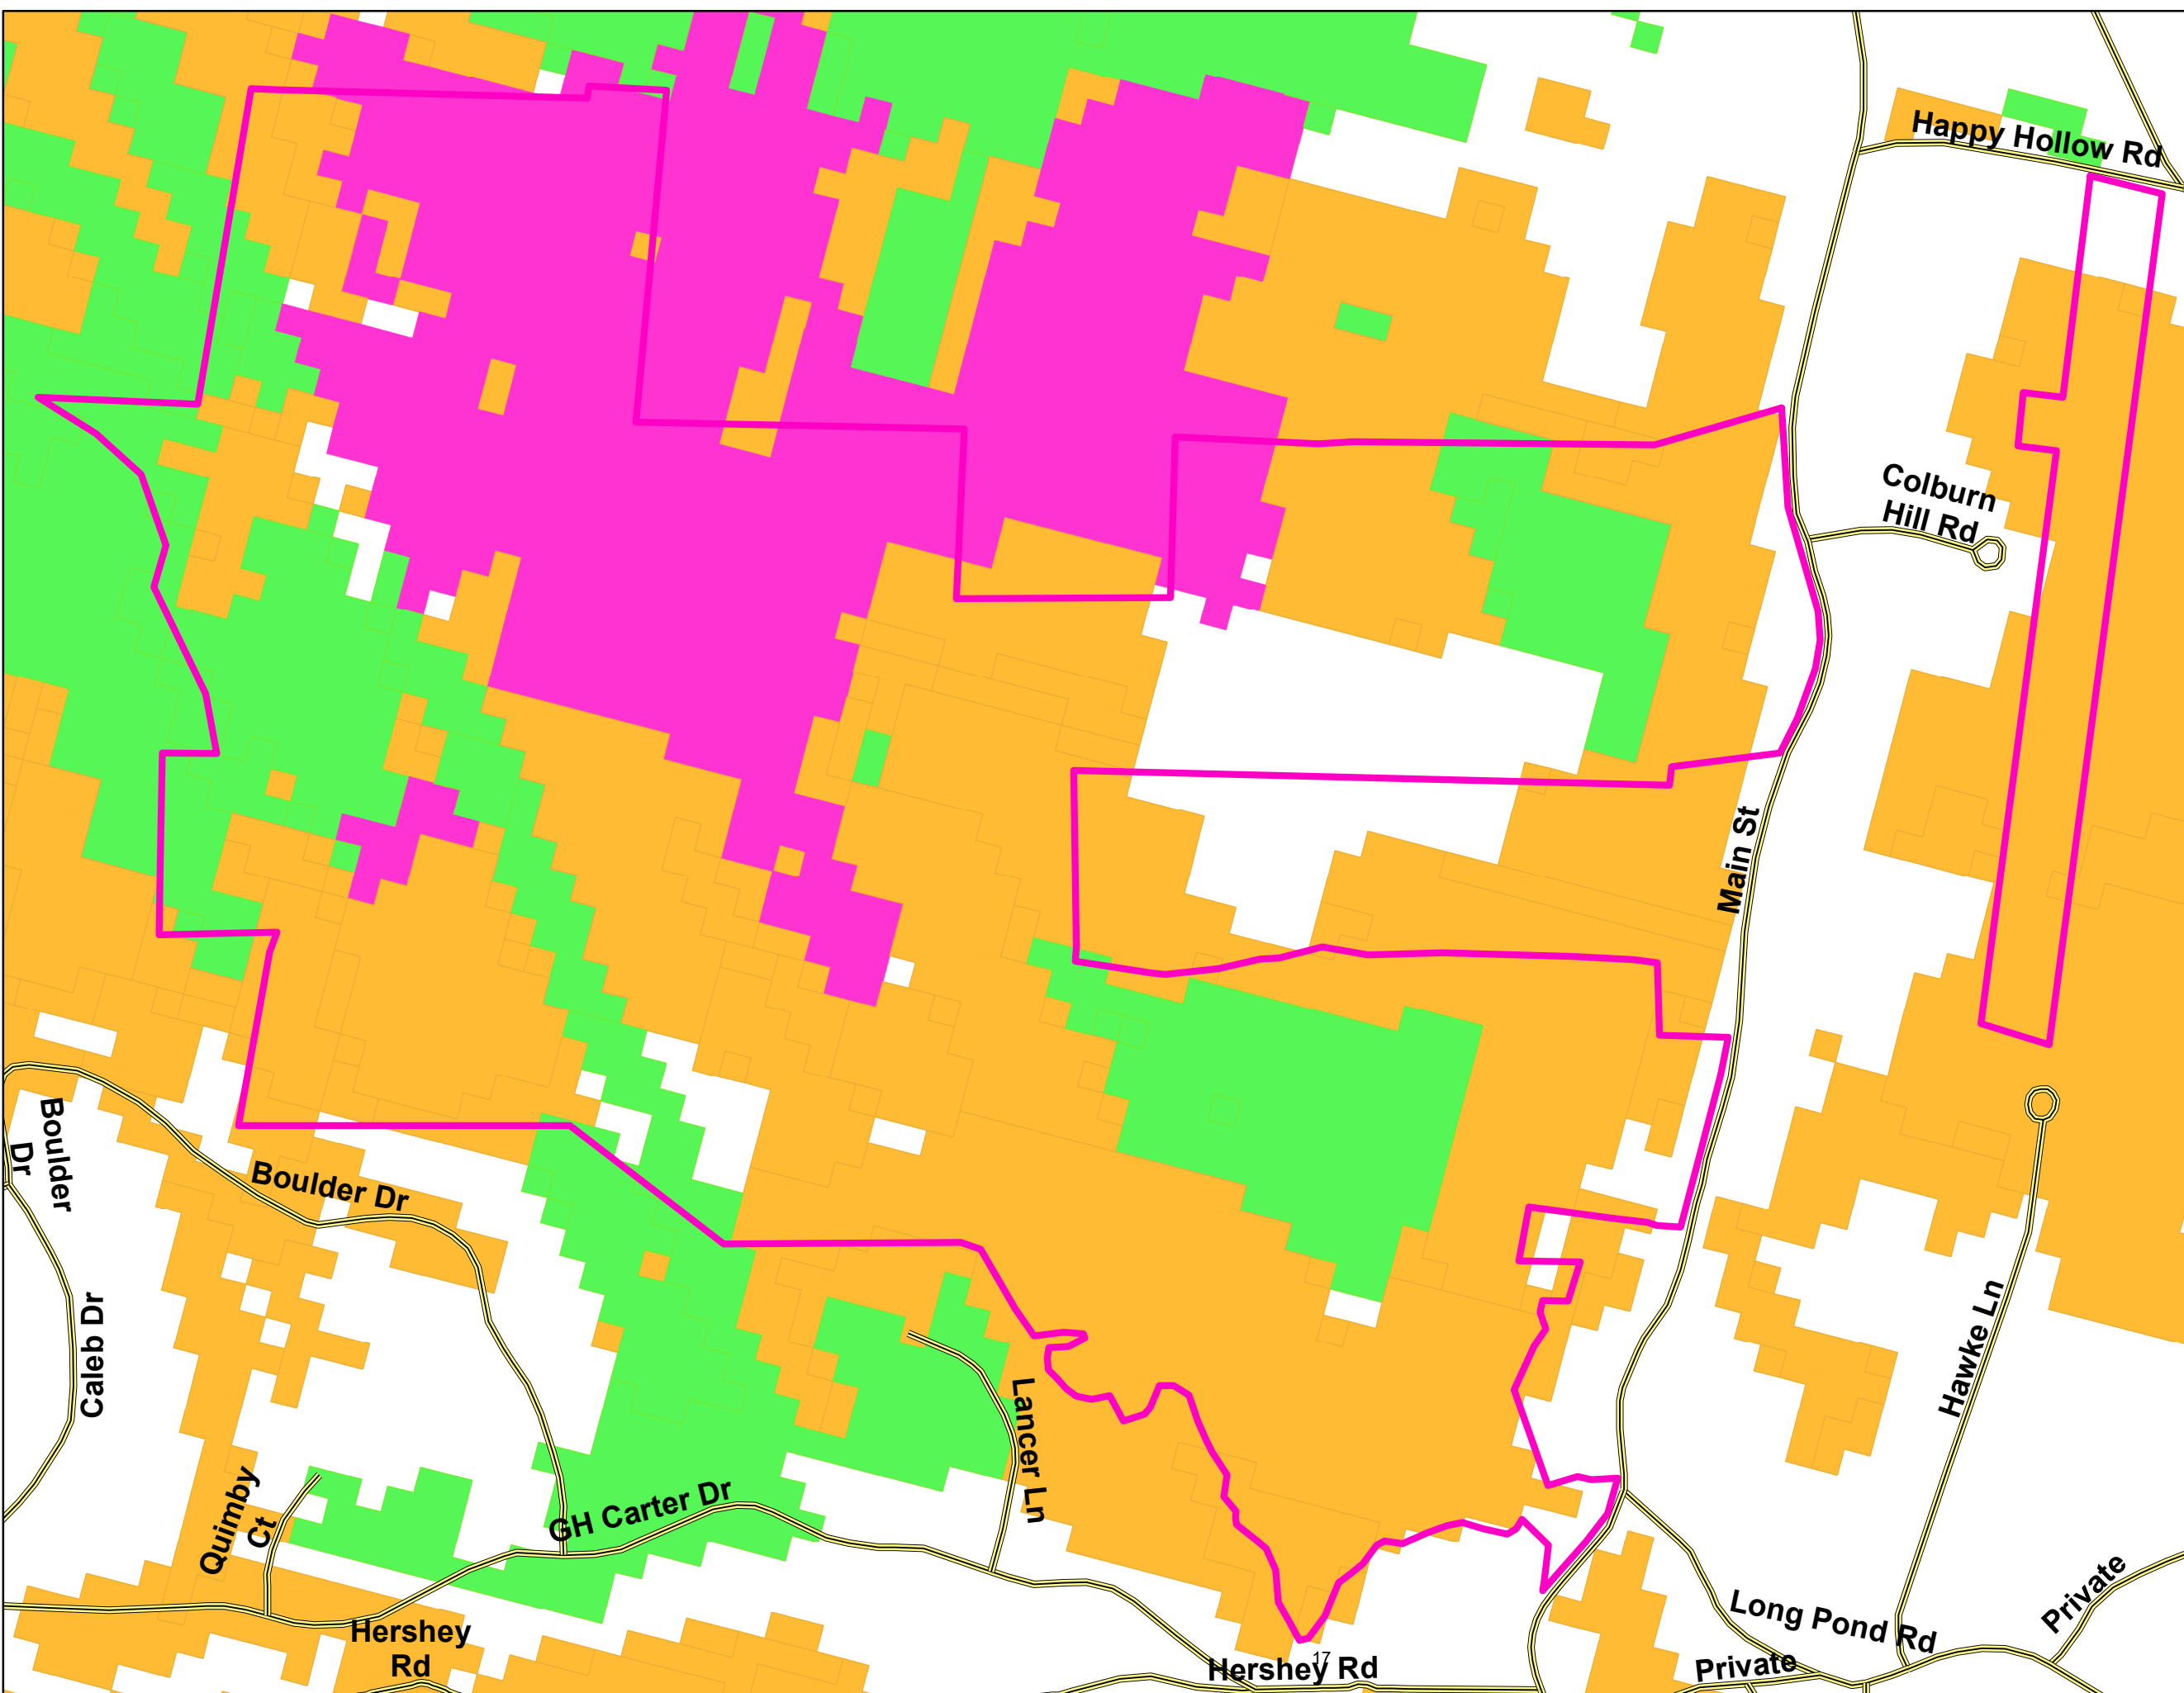 Happy Hollow Rd
Colburn
Hill Rd
Main St
Boulder
Dr
Boulder Dr
Caleb Dr
Hawke Ln
Lancer Ln
Quimby
Ct
GH Carter Dr
Hershey
Rd
Hershey Rd
17
Long Pond Rd
Private
Private